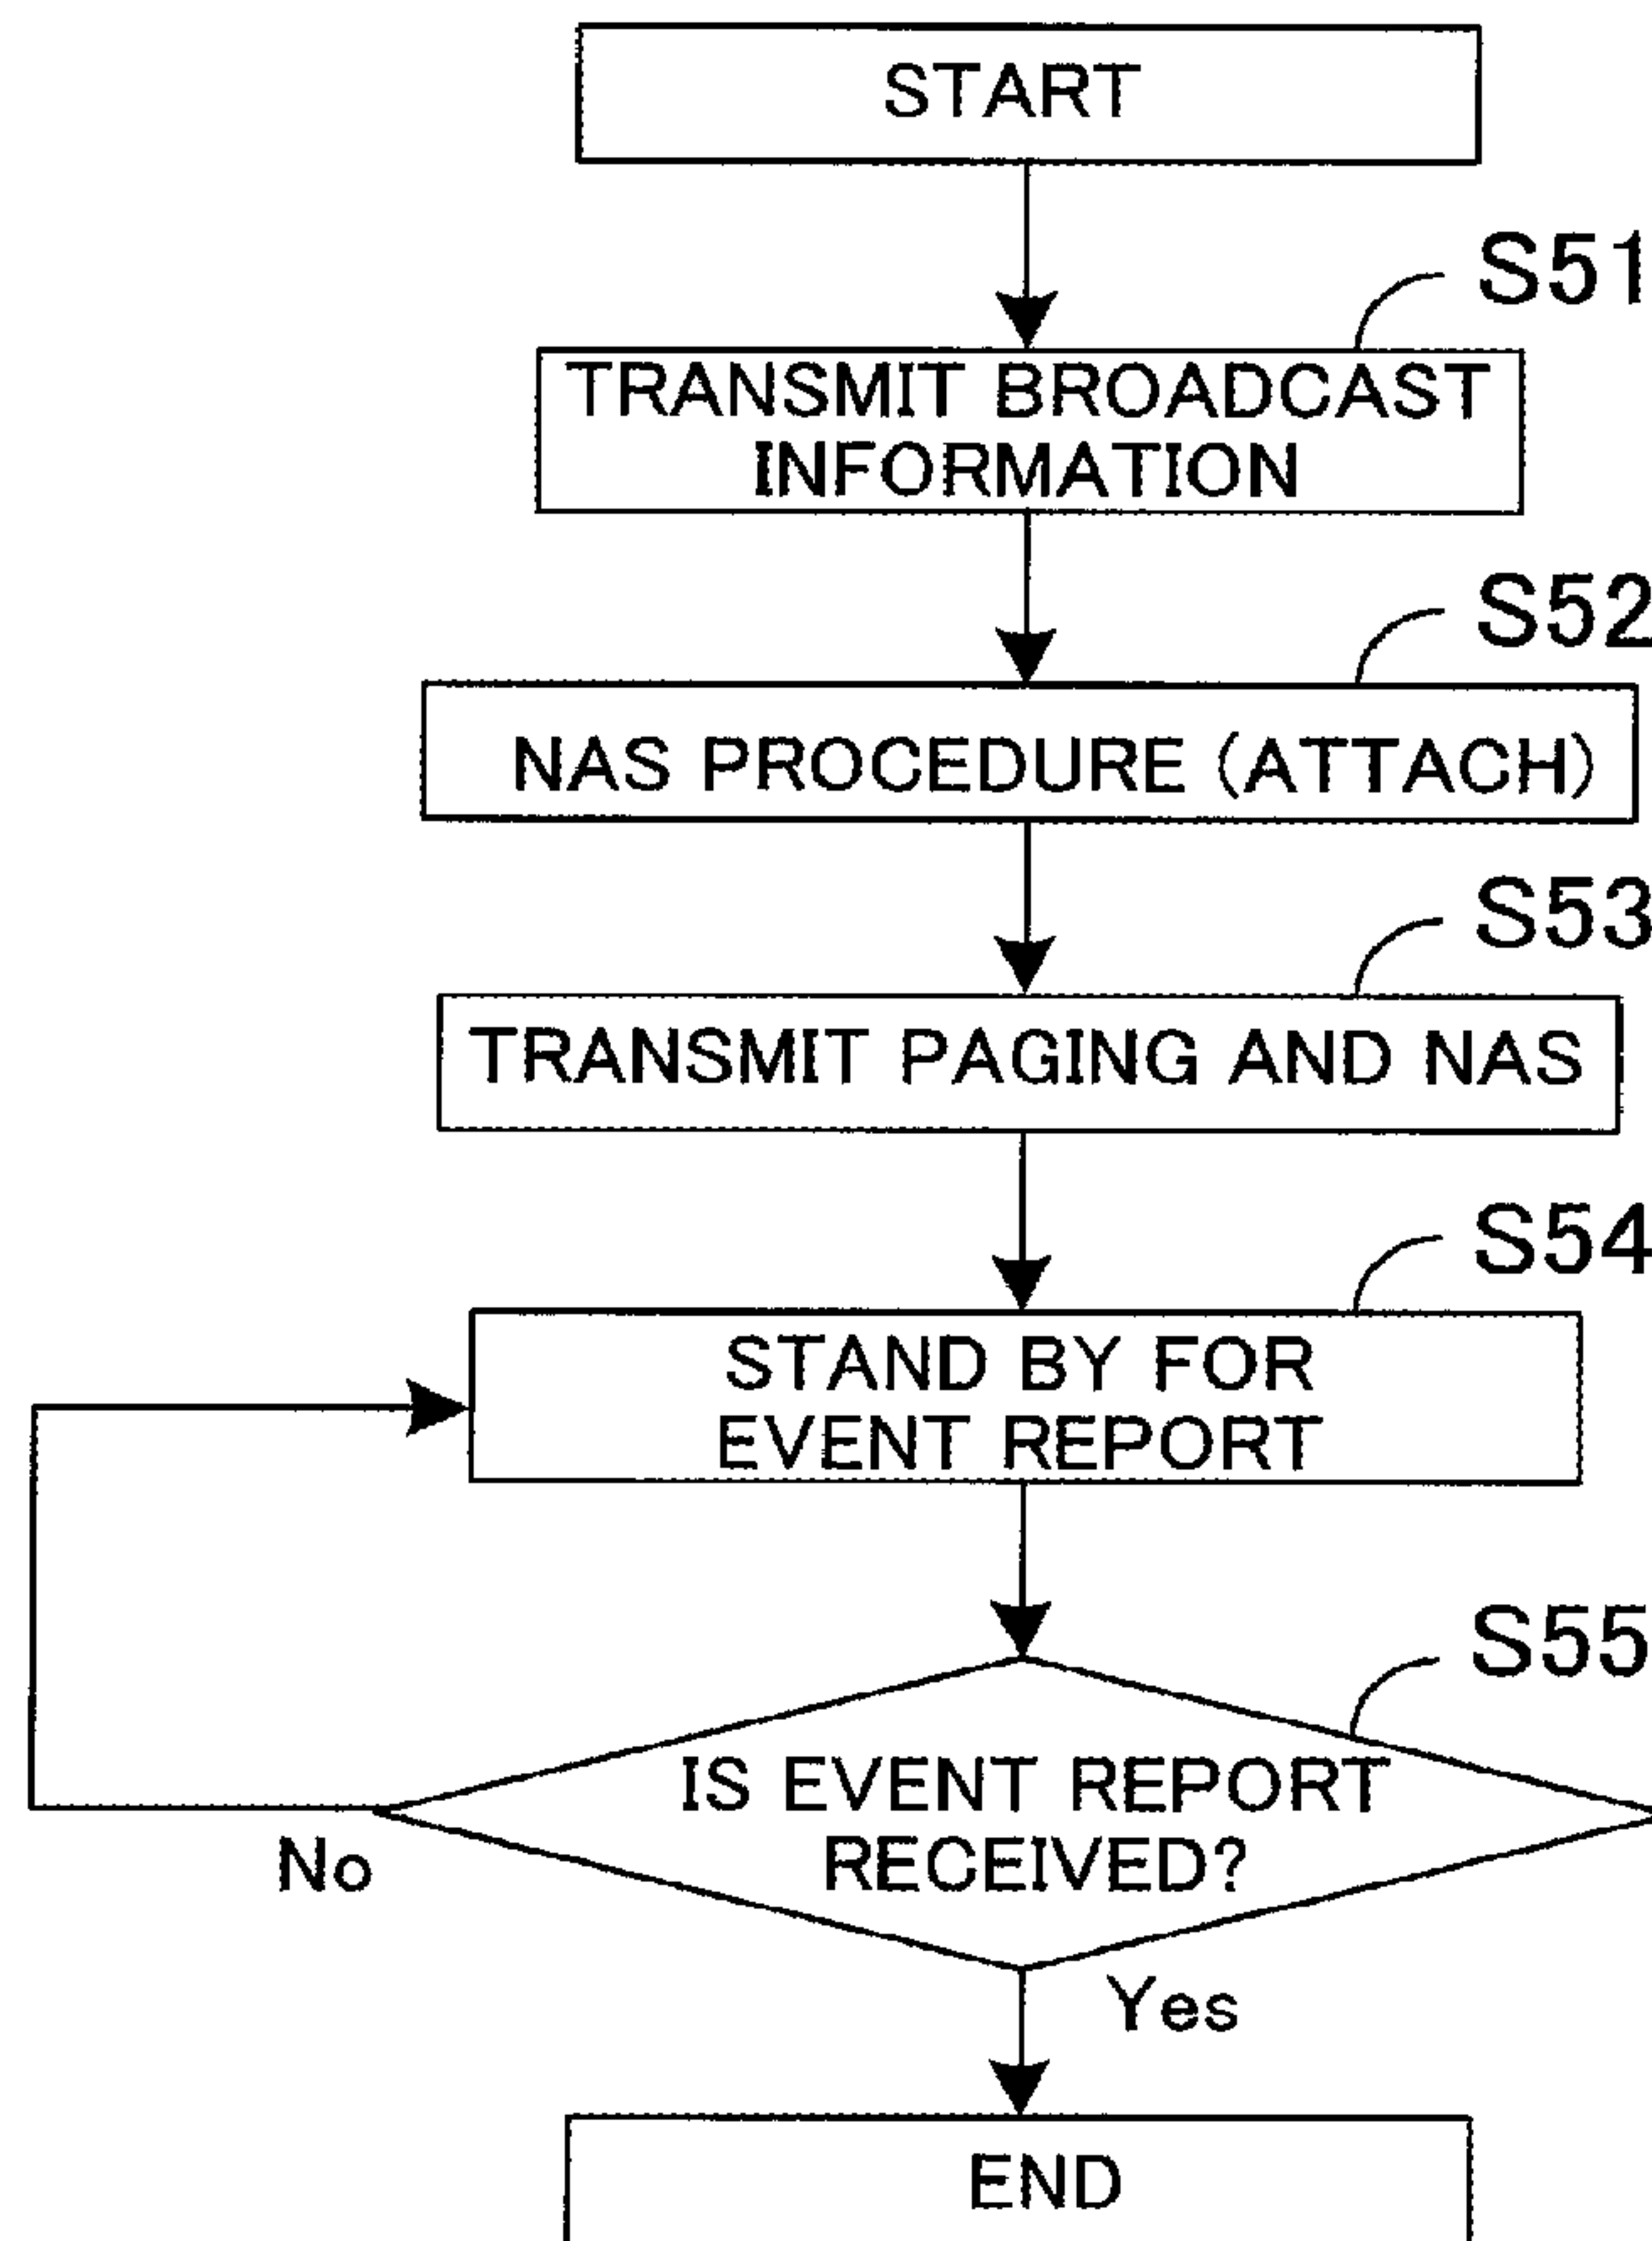 START
S51
TRANSMIT BROADCAST
INFORMATION
S52
NAS PROCEDURE (ATTACH)
S53
TRANSMIT PAGING AND NAS
S54
STAND BY FOR
EVENT REPORT
S55
IS EVENT REPORT
RECEIVED?
No
Yes
END